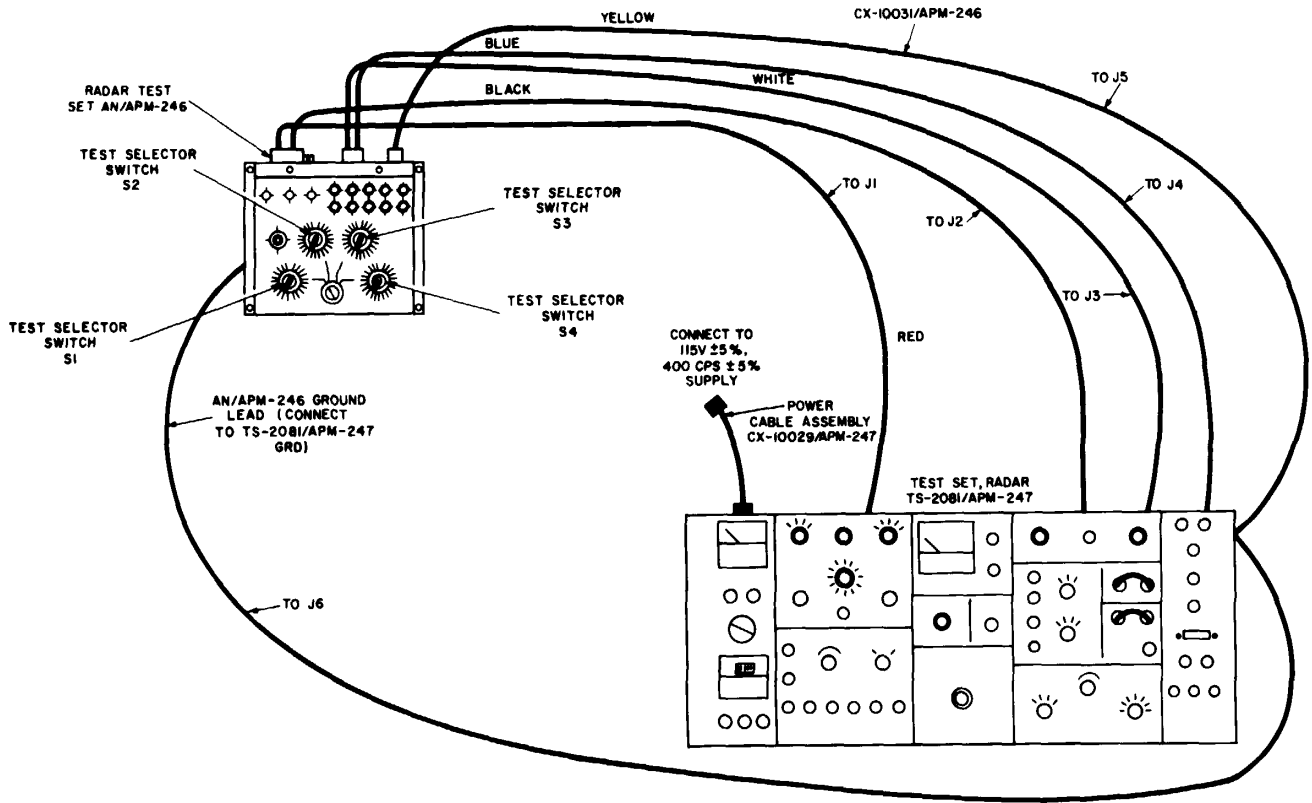 YELLOW
CX-10031/APM-246
BLUE
TO J5
WHITE
RADAR TEST
SET AN/APM-246
BLACK
TEST SELECTOR
SWITCH
S2
TEST SELECTOR
SWITCH
S3
TO J1
TO J4
TO J2
TEST SELECTOR
SWITCH
S4
TO J3
TEST SELECTOR
SWITCH
S1
CONNECT TO
115V ±5%,
400 CPS ±5%
SUPPLY
RED
AN/APM-246 GROUND
LEAD (CONNECT
TO TS-2081/APM-247
GRD)
POWER
CABLE ASSEMBLY
CX-10029/APM-247
TEST SET, RADAR
TS-2081/APM-247
TO J6